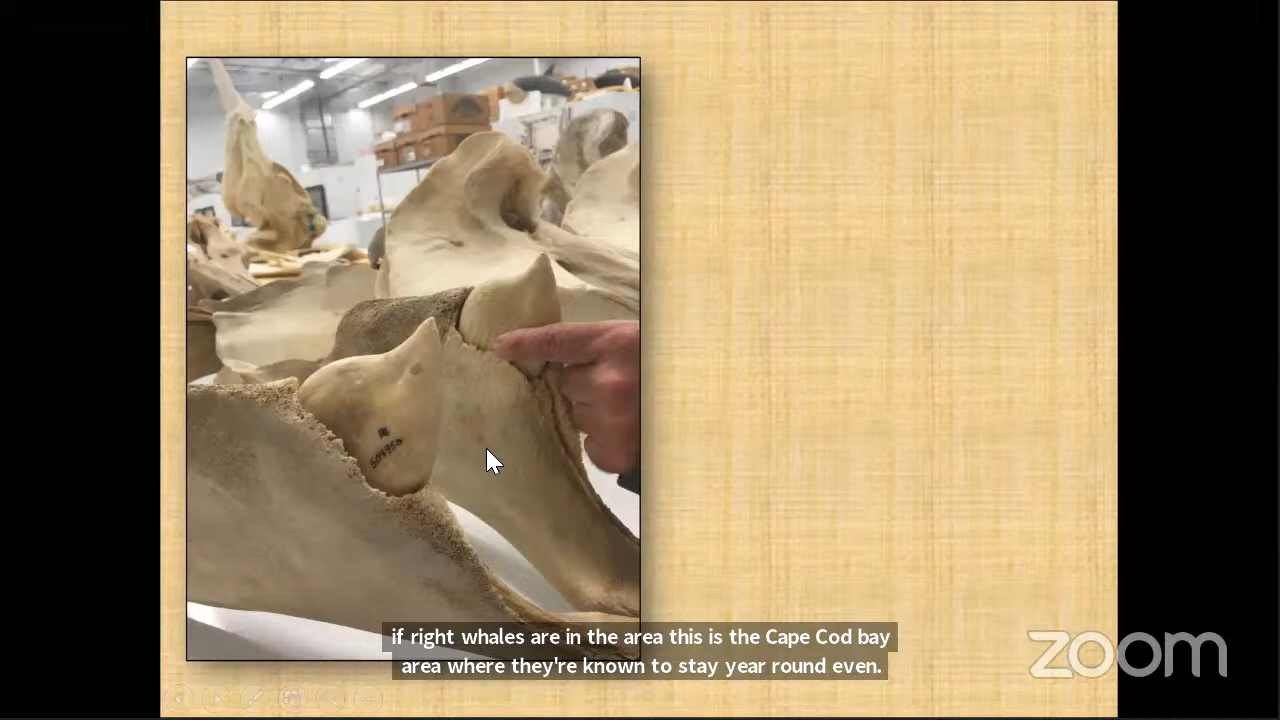 504950
if right whales are in the area this is the Cape Cod bay
area where they're known to stay year round even.
zoom